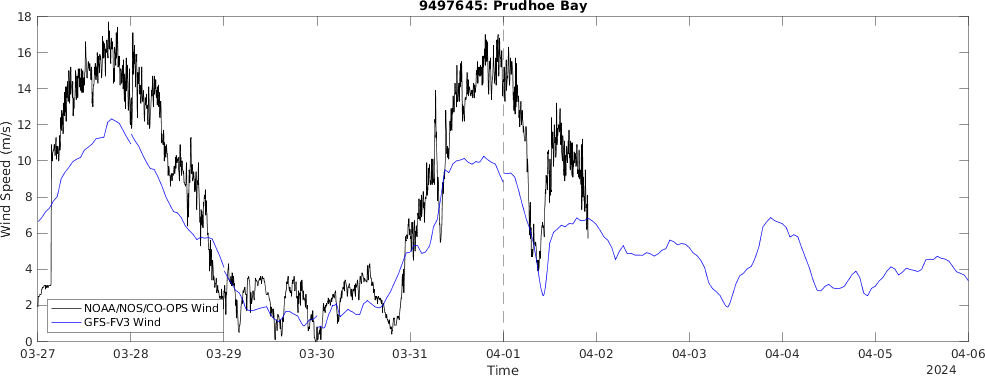 9497645: Prudhoe Bay
18
16
14
12
10
8
6
4
2
0
Wind Speed (m/s)
NOAA/NOS/CO-OPS Wind
GFS-FV3 Wind
03-27 03-28 03-29 03-30 03-31 04-01 04-02 04-03 04-04 04-05 04-06
Time
2024